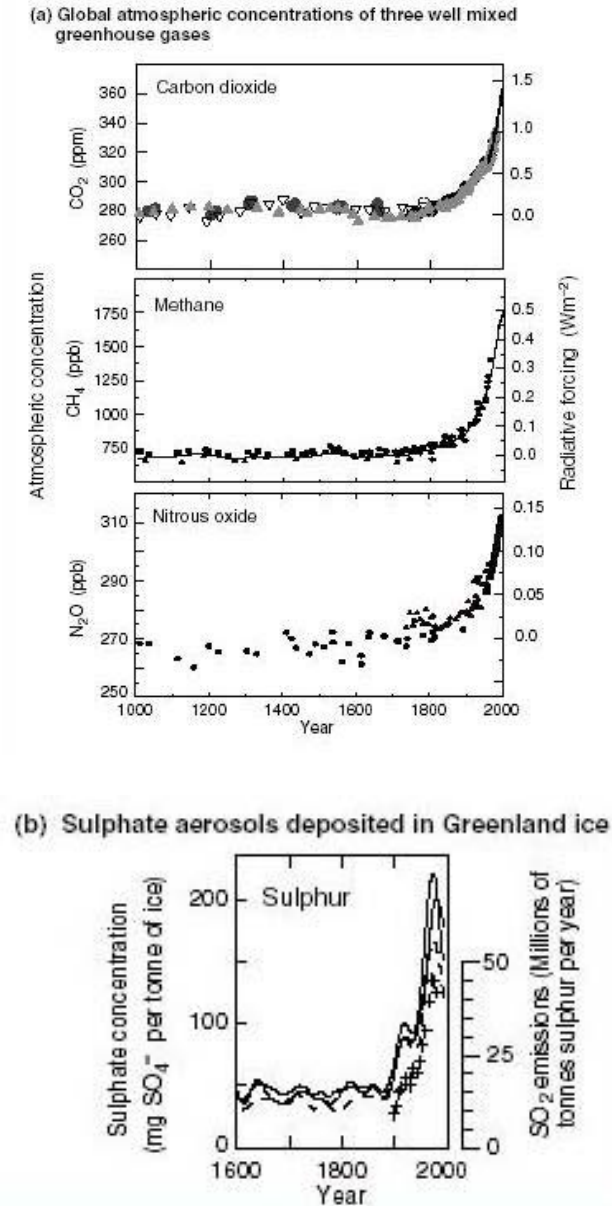 (a) Global atmospheric concentrations of three well mixed
greenhouse gases
Carbon dioxide
CO₂ (ppm)
360
340
320
300
280
260
1.5
1.0
0.5
0.0
Methane
Atmospheric concentration
CH₄ (ppb)
1750
1500
1250
1000
750
0.5
0.4
0.3
0.2
0.1
0.0
Radiative forcing (Wm⁻²)
Nitrous oxide
N₂O (ppb)
310
290
270
250
0.15
0.10
0.05
0.0
1000 1200 1400 1600 1800 2000
Year
(b) Sulphate aerosols deposited in Greenland ice
Sulphur
Sulphate concentration
(mg SO₄⁻⁻ per tonne of ice)
200
100
0
50
25
0
SO₂ emissions (Millions of
tonnes sulphur per year)
1600 1800 2000
Year